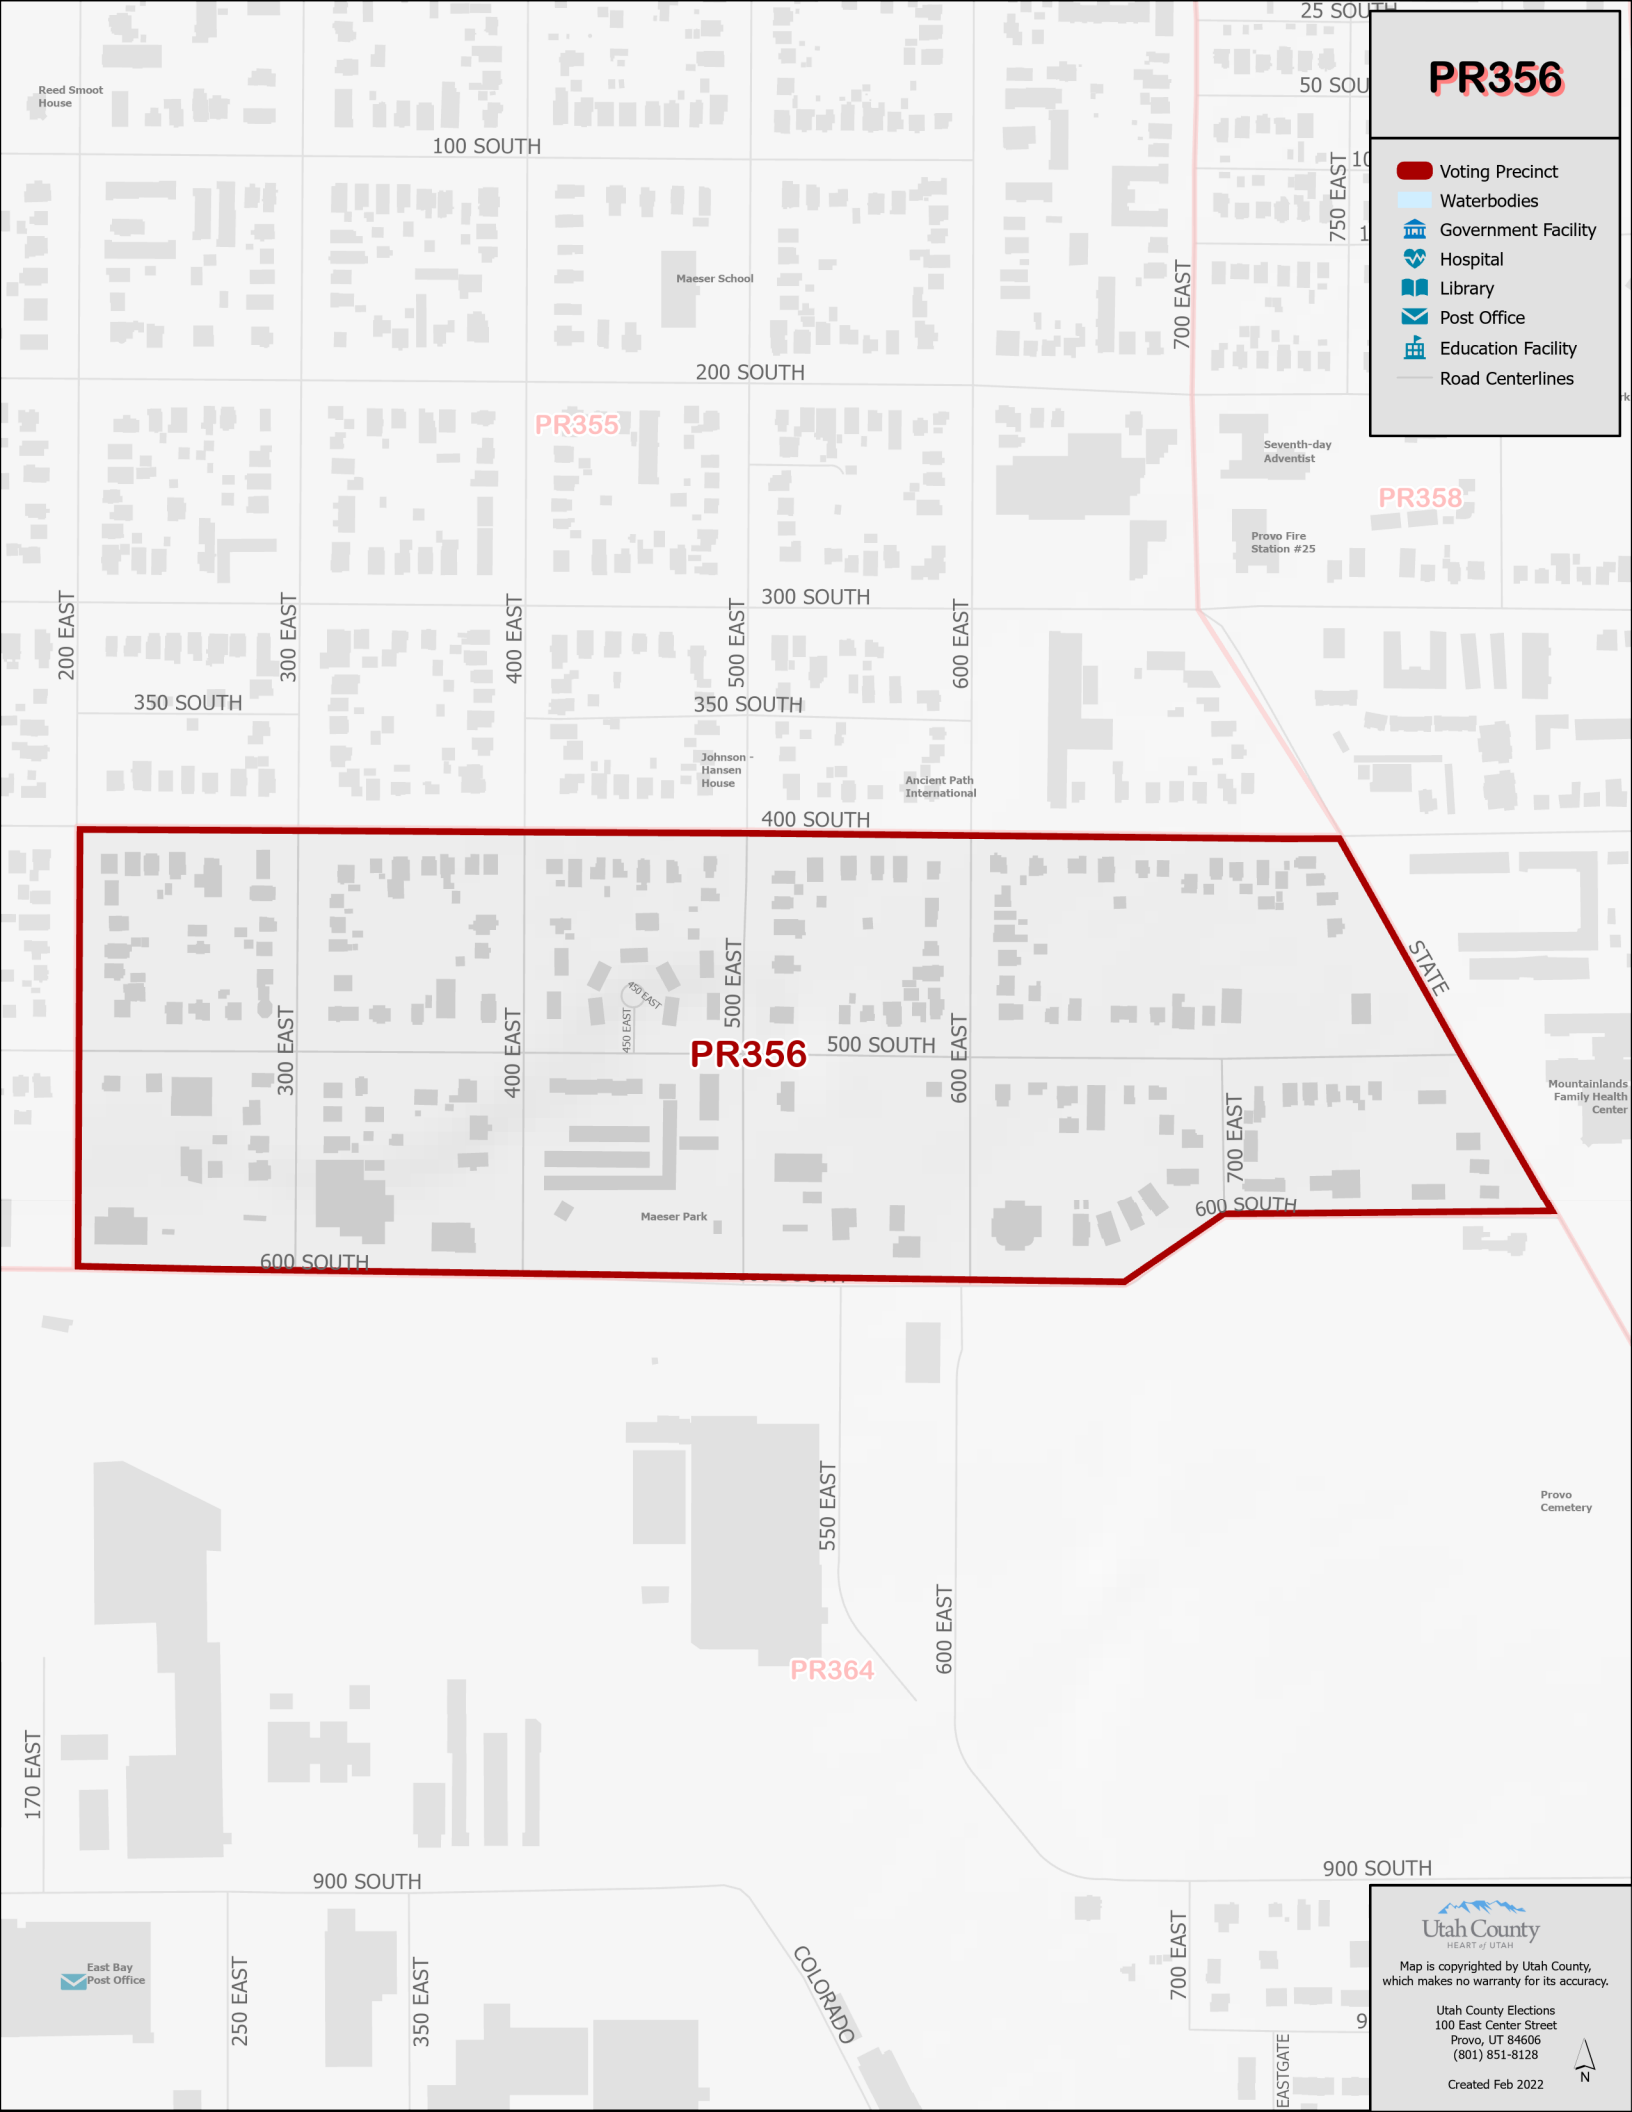 25 SOUTH
50 SOU
PR356
Reed Smoot
House
100 SOUTH
10
750 EAST
1
Voting Precinct
Waterbodies
Government Facility
Hospital
Library
Post Office
Education Facility
Road Centerlines
Maeser School
700 EAST
200 SOUTH
rk
PR355
Seventh-day
Adventist
PR358
Provo Fire
Station #25
300 SOUTH
200 EAST
300 EAST
400 EAST
500 EAST
600 EAST
350 SOUTH
350 SOUTH
Johnson -
Hansen
House
Ancient Path
International
400 SOUTH
STATE
450 EAST
450 EAST
500 EAST
300 EAST
400 EAST
600 EAST
PR356
500 SOUTH
Mountainlands
Family Health
Center
700 EAST
600 SOUTH
Maeser Park
600 SOUTH
600 SOUTH
550 EAST
Provo
Cemetery
600 EAST
PR364
170 EAST
900 SOUTH
900 SOUTH
East Bay
Post Office
250 EAST
350 EAST
COLORADO
700 EAST
9
EASTGATE
Utah County
HEART of UTAH
Map is copyrighted by Utah County,
which makes no warranty for its accuracy.
Utah County Elections
100 East Center Street
Provo, UT 84606
(801) 851-8128
Created Feb 2022
N